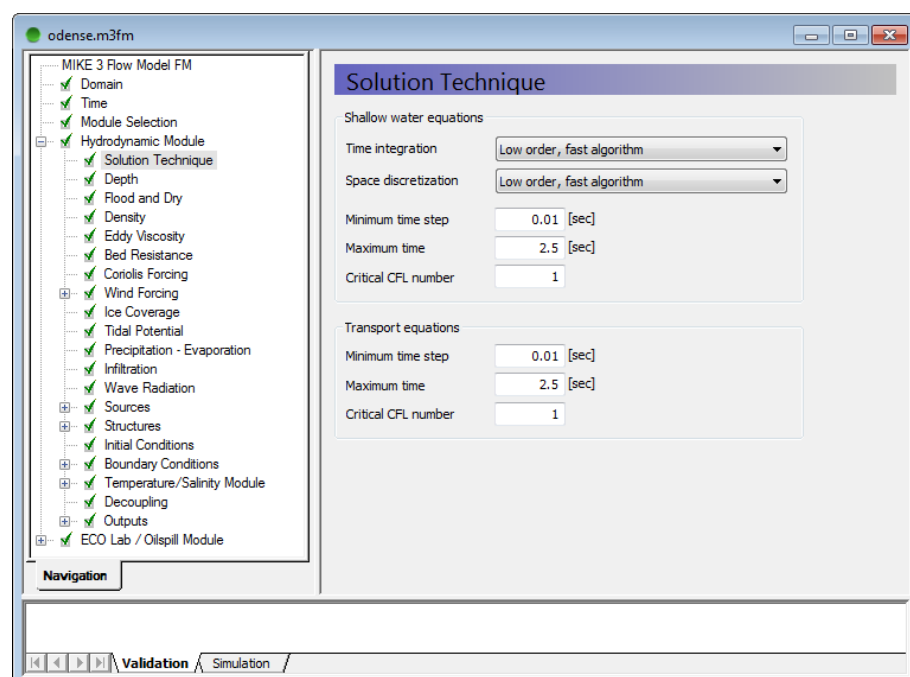 odense.m3fm
MIKE 3 Flow Model FM
Domain
Time
Module Selection
Hydrodynamic Module
Solution Technique
Depth
Flood and Dry
Density
Eddy Viscosity
Bed Resistance
Coriolis Forcing
Wind Forcing
Ice Coverage
Tidal Potential
Precipitation - Evaporation
Infiltration
Wave Radiation
Sources
Structures
Initial Conditions
Boundary Conditions
Temperature/Salinity Module
Decoupling
Outputs
ECO Lab / Oilspill Module
Navigation
Solution Technique
Shallow water equations
Time integration Low order, fast algorithm
Space discretization Low order, fast algorithm
Minimum time step 0.01 [sec]
Maximum time 2.5 [sec]
Critical CFL number 1
Transport equations
Minimum time step 0.01 [sec]
Maximum time 2.5 [sec]
Critical CFL number 1
Validation Simulation